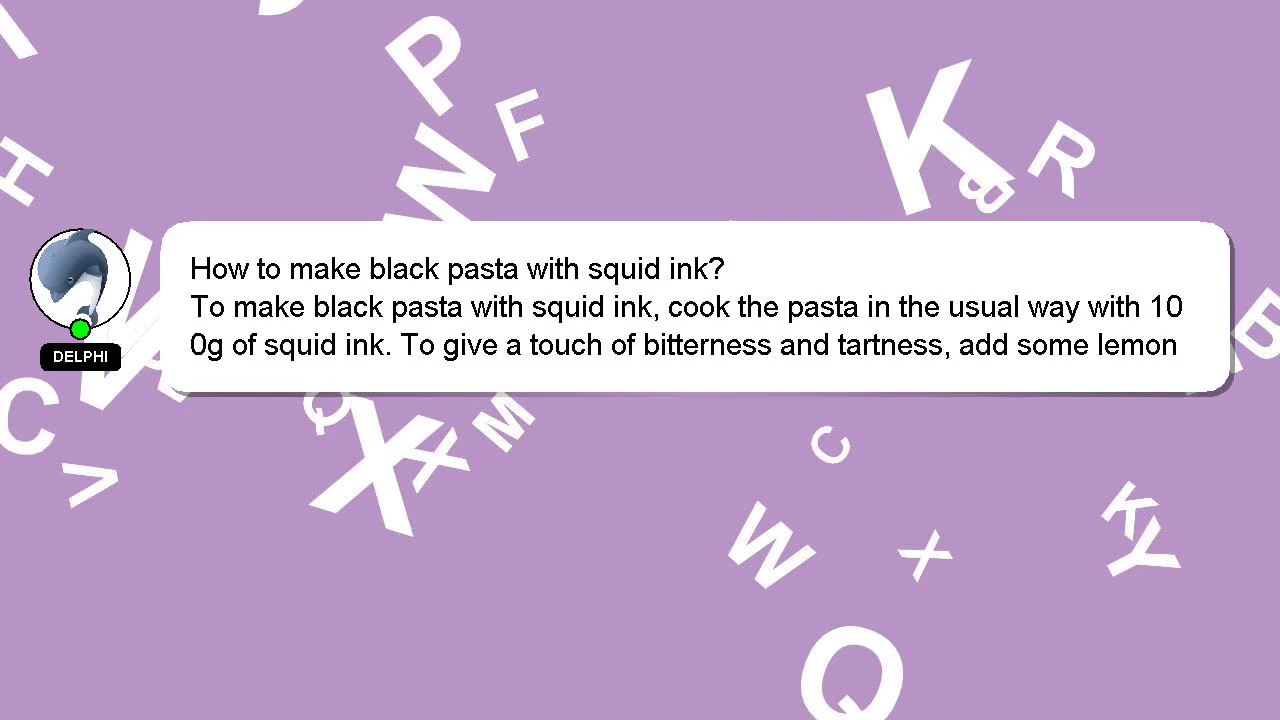 How to make black pasta with squid ink?
To make black pasta with squid ink, cook the pasta in the usual way with 10
0g of squid ink. To give a touch of bitterness and tartness, add some lemon
DELPHI
P
F
N
K
R
B
H
C
V
Q
X
X
M
C
W
X
K
Y
Q
B